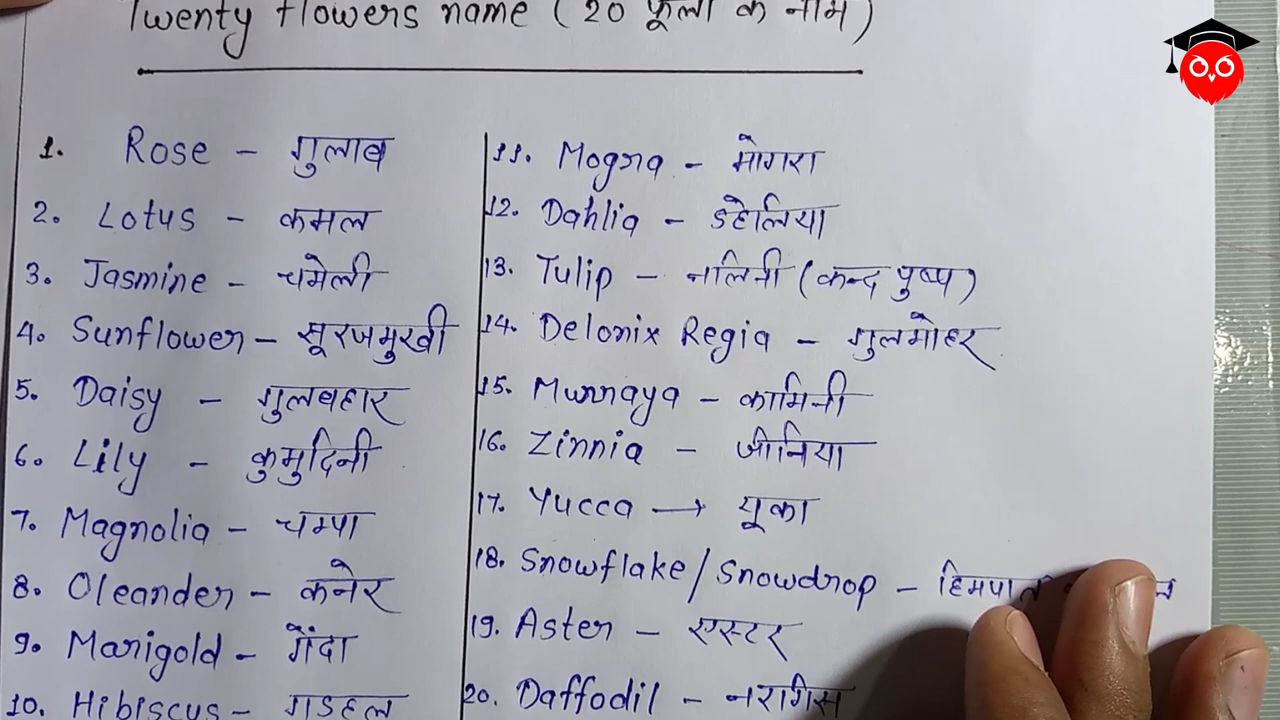 Twenty flowers name (20 फूलों के नाम)
1. Rose - गुलाब
2. Lotus - कमल
3. Jasmine - चमेली
4. Sunflower - सूरजमुखी
5. Daisy - गुलबहार
6. Lily - कुमुदिनी
7. Magnolia - चम्पा
8. Oleander - कनेर
9. Marigold - गेंदा
10. Hibiscus - गुडहल
11. Mogra - मोगरा
12. Dahlia - डहेलिया
13. Tulip - नलिनी (कन्द पुष्प)
14. Delonix Regia - गुलमोहर
15. Murraya - कामिनी
16. Zinnia - जीनिया
17. Yucca → यूका
18. Snowflake/Snowdrop - हिमपात
19. Aster - एस्टर
20. Daffodil - नरगिस